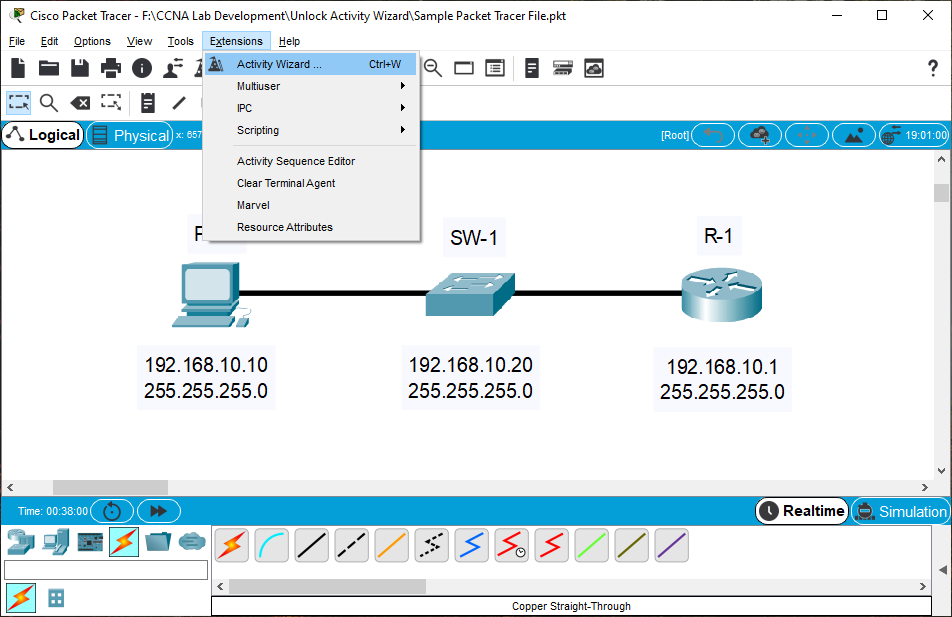 Cisco Packet Tracer - F:\CCNA Lab Development\Unlock Activity Wizard\Sample Packet Tracer File.pkt
File Edit Options View Tools Extensions Help
Activity Wizard ... Ctrl+W
Multiuser
IPC
Scripting
Activity Sequence Editor
Clear Terminal Agent
Marvel
Resource Attributes
?
Logical Physical x: 657 [Root] 19:01:00
SW-1 R-1
192.168.10.10 192.168.10.20 192.168.10.1
255.255.255.0 255.255.255.0 255.255.255.0
Time: 00:38:00 Realtime Simulation
Copper Straight-Through